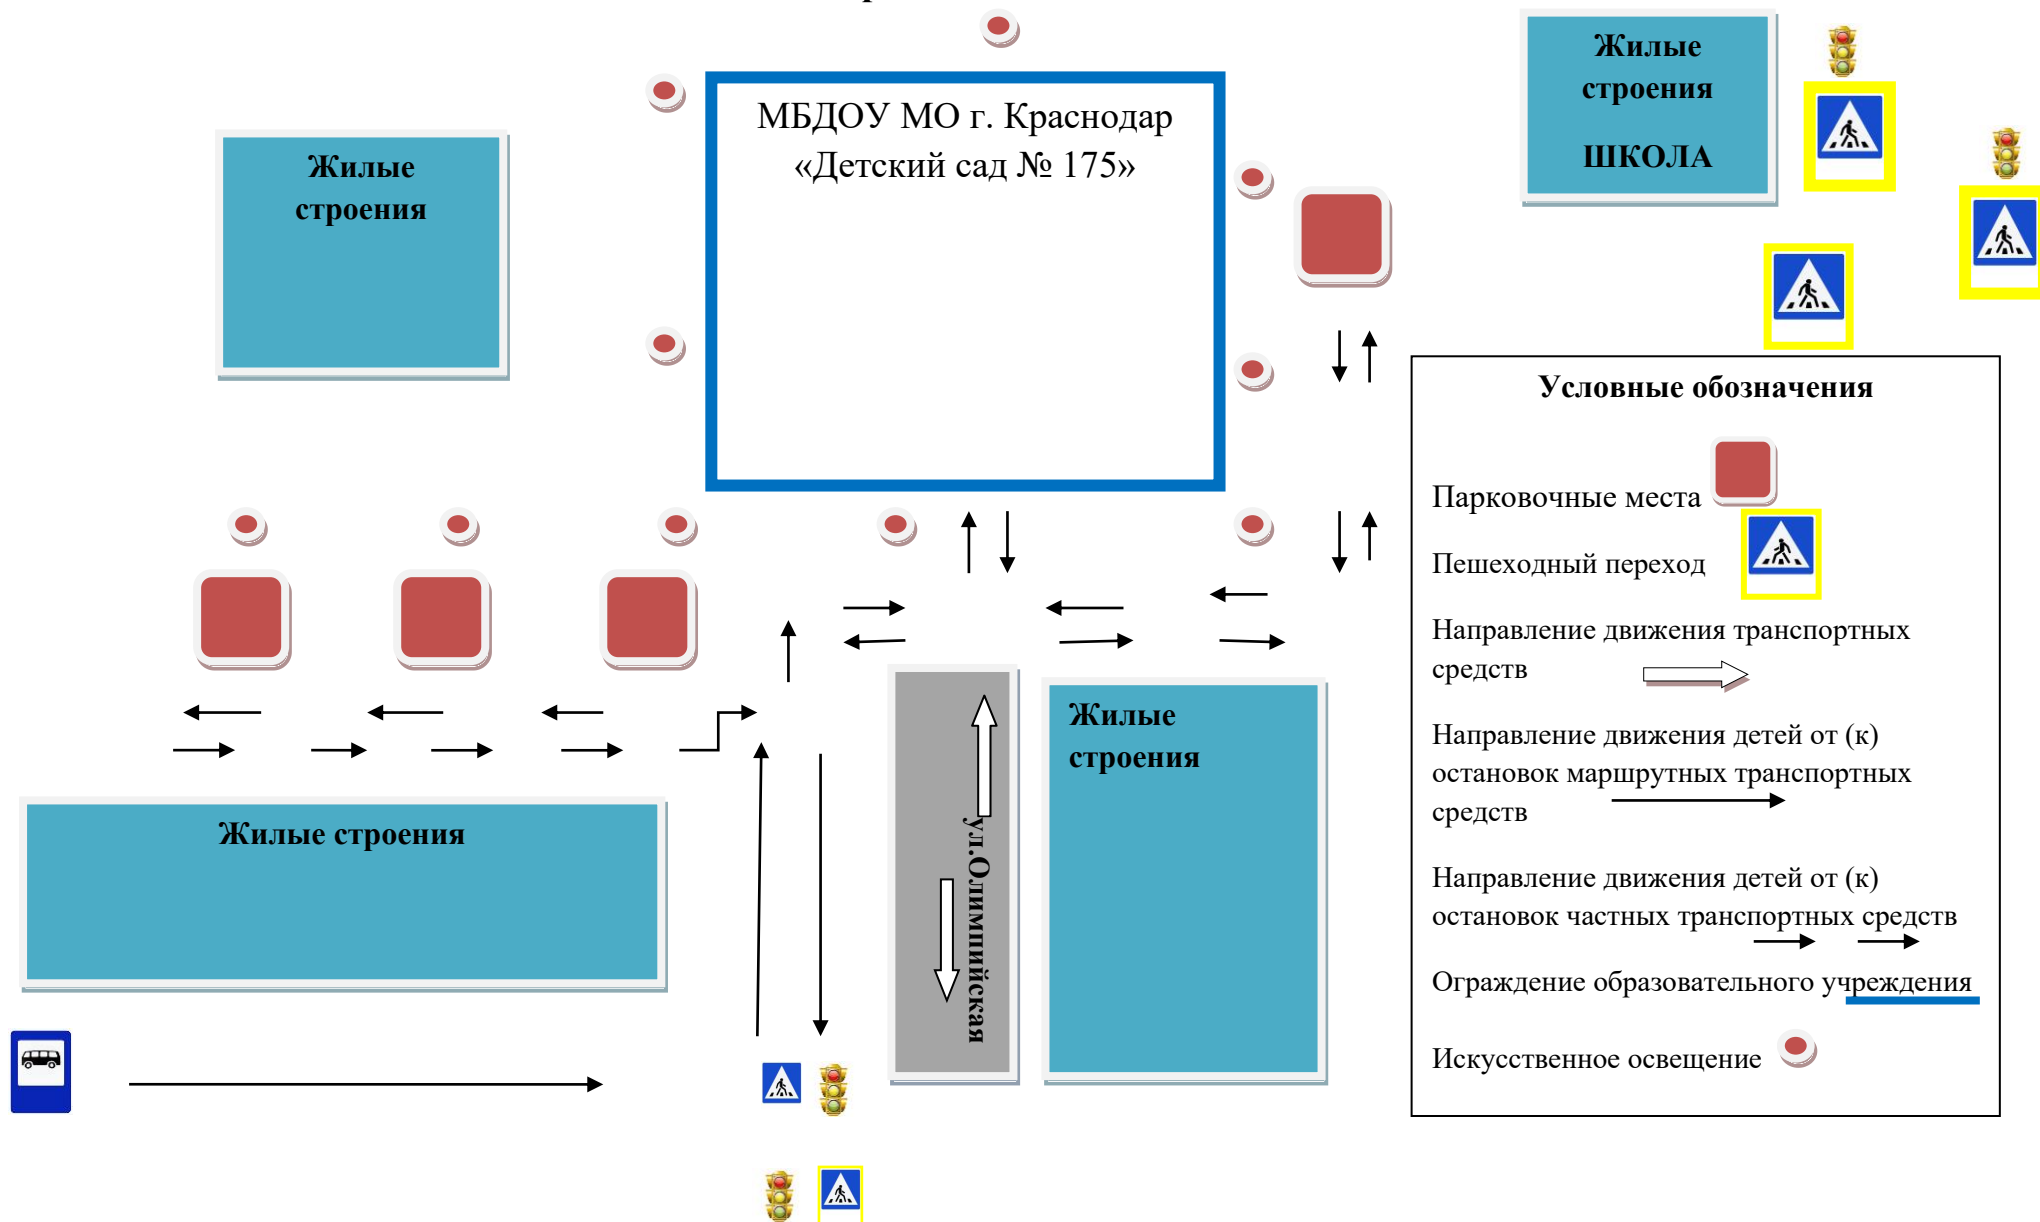 МБДОУ МО г. Краснодар
«Детский сад № 175»
Жилые
строения
Жилые
строения
ШКОЛА
Жилые строения
ул.Олимпийская
Жилые
строения
Условные обозначения
Парковочные места
Пешеходный переход
Направление движения транспортных
средств
Направление движения детей от (к)
остановок маршрутных транспортных
средств
Направление движения детей от (к)
остановок частных транспортных средств
Ограждение образовательного учреждения
Искусственное освещение